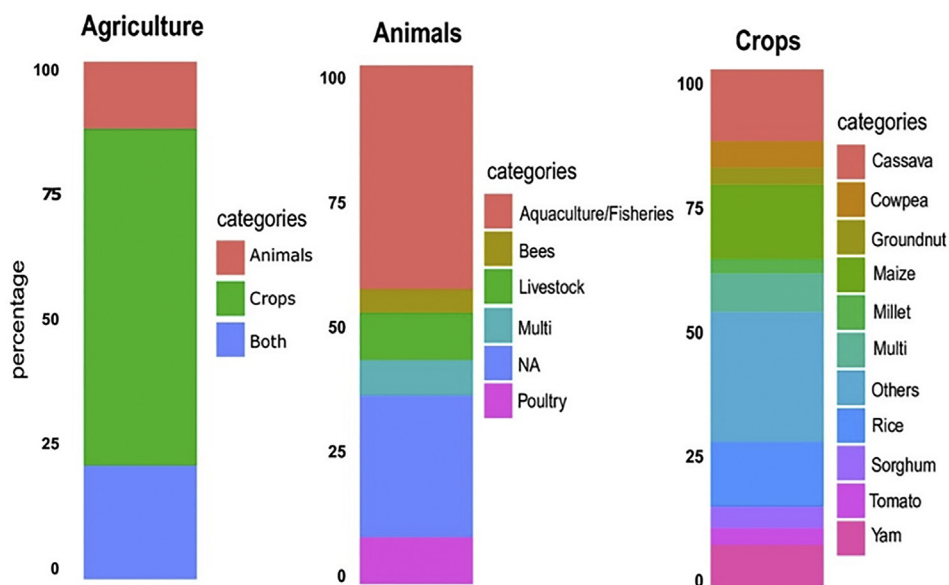 Agriculture
percentage
100
75
50
25
0
categories
Animals
Crops
Both
Animals
100
75
50
25
0
categories
Aquaculture/Fisheries
Bees
Livestock
Multi
NA
Poultry
Crops
100
75
50
25
0
categories
Cassava
Cowpea
Groundnut
Maize
Millet
Multi
Others
Rice
Sorghum
Tomato
Yam